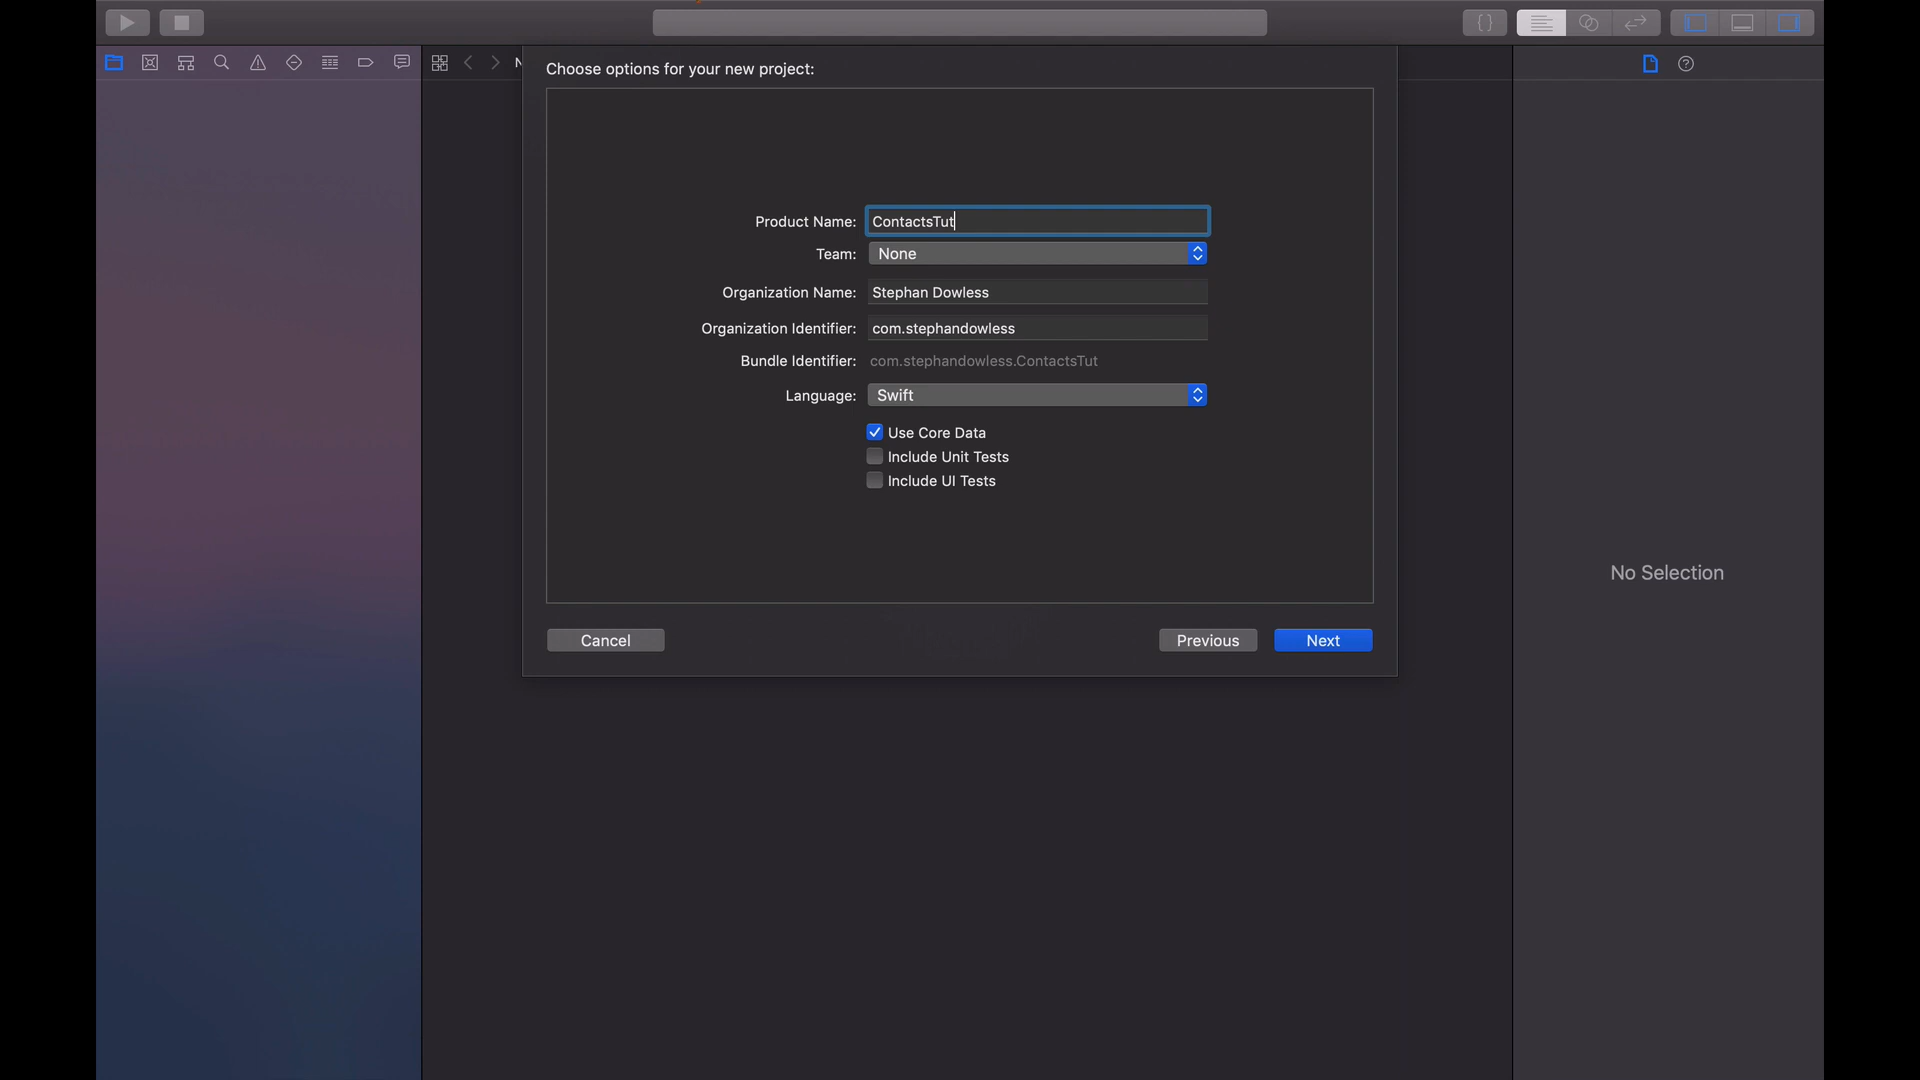 Choose options for your new project:
Product Name: ContactsTut
Team: None
Organization Name: Stephan Dowless
Organization Identifier: com.stephandowless
Bundle Identifier: com.stephandowless.ContactsTut
Language: Swift
Use Core Data
Include Unit Tests
Include UI Tests
No Selection
Cancel Previous Next